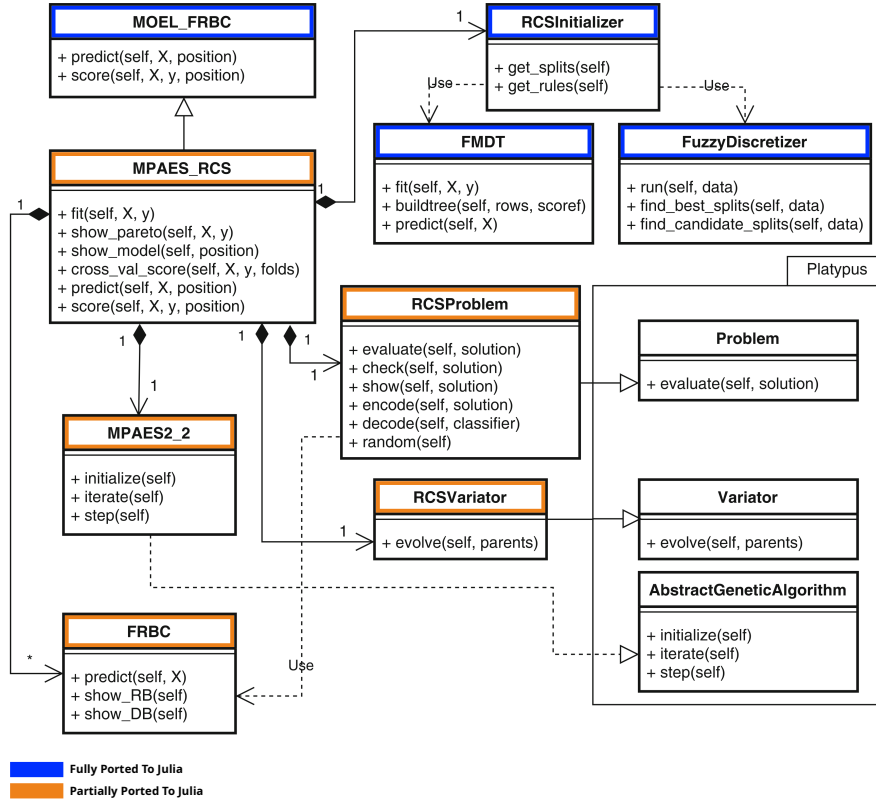 MOEL_FRBC
+ predict(self, X, position)
+ score(self, X, y, position)
1
RCSInitializer
+ get_splits(self)
+ get_rules(self)
Use
Use
FMDT
+ fit(self, X, y)
+ buildtree(self, rows, scoref)
+ predict(self, X)
FuzzyDiscretizer
+ run(self, data)
+ find_best_splits(self, data)
+ find_candidate_splits(self, data)
MPAES_RCS
+ fit(self, X, y)
+ show_pareto(self, X, y)
+ show_model(self, position)
+ cross_val_score(self, X, y, folds)
+ predict(self, X, position)
+ score(self, X, y, position)
1
1
1
1
1
1
1
Platypus
RCSProblem
+ evaluate(self, solution)
+ check(self, solution)
+ show(self, solution)
+ encode(self, solution)
+ decode(self, classifier)
+ random(self)
Problem
+ evaluate(self, solution)
MPAES2_2
+ initialize(self)
+ iterate(self)
+ step(self)
RCSVariator
+ evolve(self, parents)
1
Variator
+ evolve(self, parents)
AbstractGeneticAlgorithm
+ initialize(self)
+ iterate(self)
+ step(self)
FRBC
+ predict(self, X)
+ show_RB(self)
+ show_DB(self)
*
Use
Fully Ported To Julia
Partially Ported To Julia